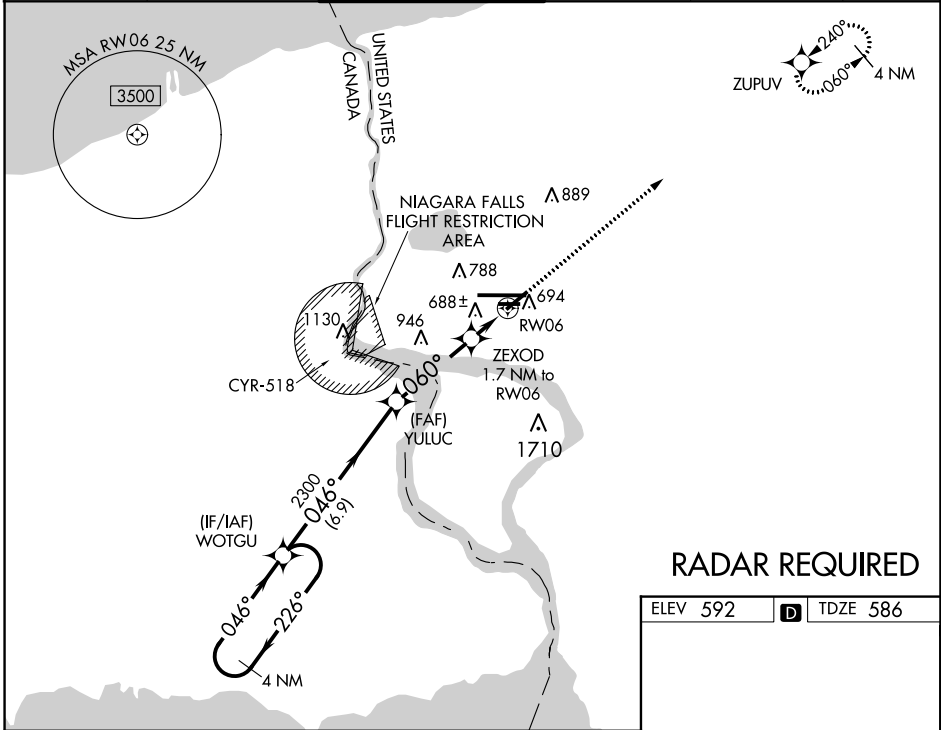 MSA RW06 25 NM
3500
UNITED STATES
CANADA
240°
060°
4 NM
ZUPUV
889
NIAGARA FALLS
FLIGHT RESTRICTION
AREA
788
688±
694
RW06
1130
946
ZEXOD
1.7 NM to
RW06
CYR-518
060°
(FAF)
YULUC
1710
2300
046°
(6.9)
(IF/IAF)
WOTGU
046°
226°
4 NM
RADAR REQUIRED
ELEV 592 D TDZE 586